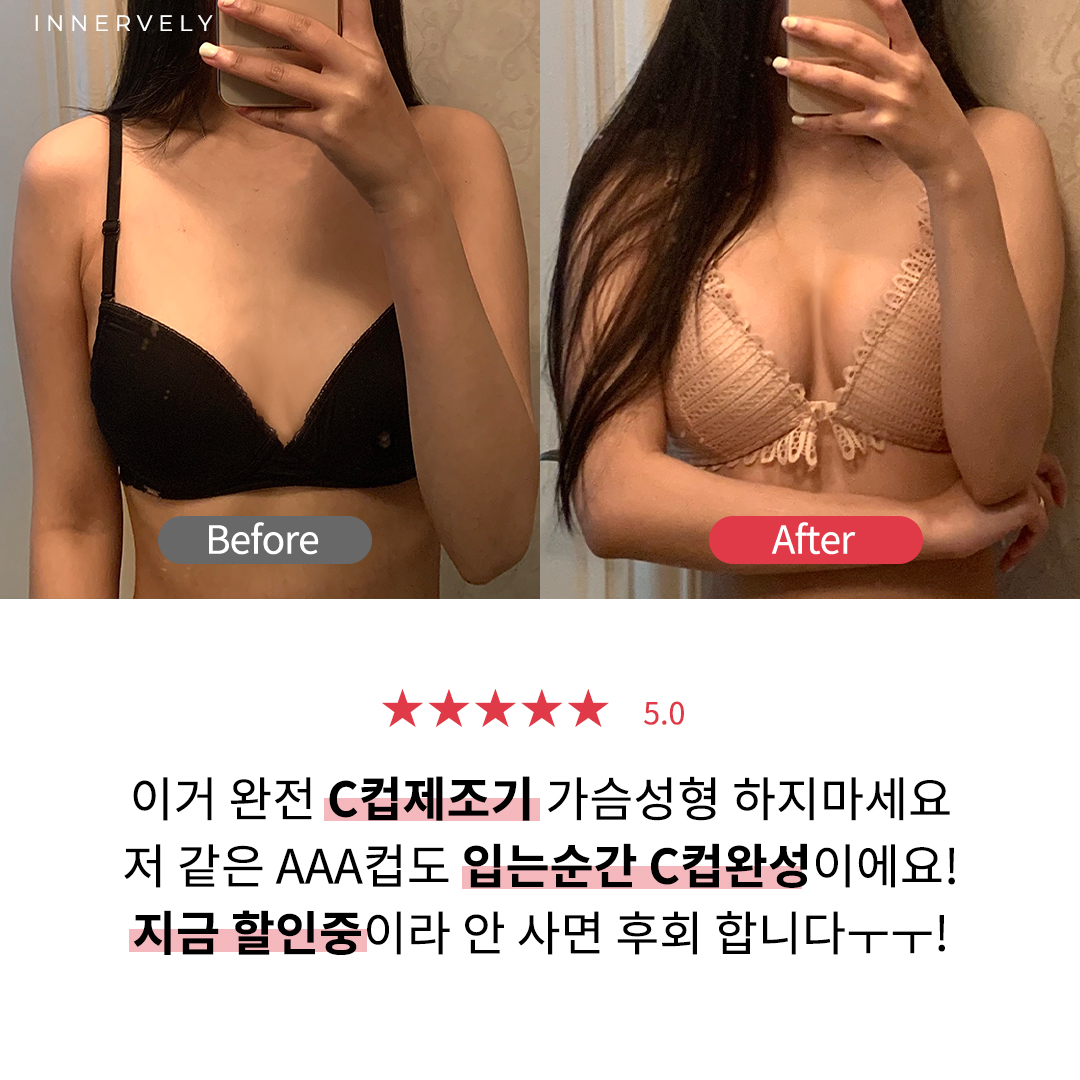 INNERVELY
Before
After
★★★★★ 5.0
이거 완전 C컵제조기 가슴성형 하지마세요
저 같은 AAA컵도 입는순간 C컵완성이에요!
지금 할인중이라 안 사면 후회 합니다ㅜㅜ!